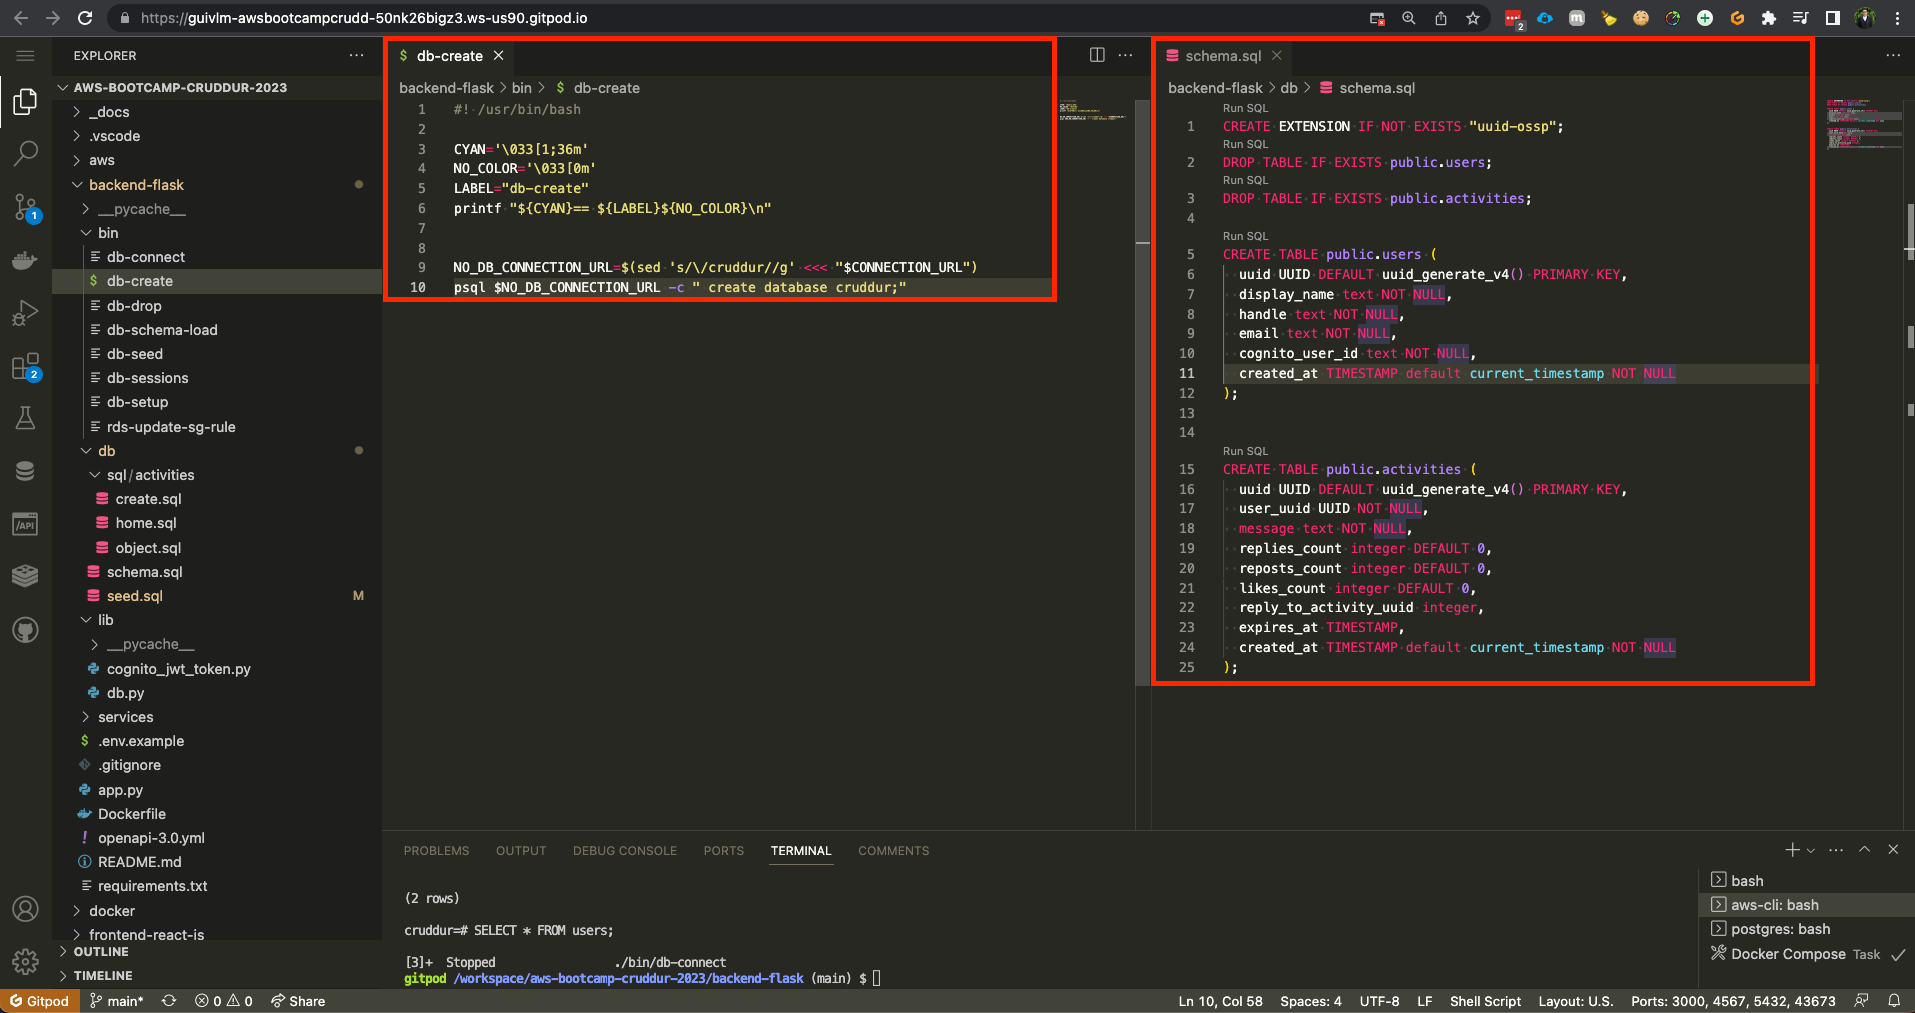 https://guivlm-awsbootcampcrudd-50nk26bigz3.ws-us90.gitpod.io
2
EXPLORER
AWS-BOOTCAMP-CRUDDUR-2023
_docs
.vscode
aws
backend-flask
__pycache__
bin
db-connect
$ db-create
db-drop
db-schema-load
db-seed
db-sessions
db-setup
rds-update-sg-rule
db
sql/activities
create.sql
home.sql
object.sql
schema.sql
seed.sql M
lib
__pycache__
cognito_jwt_token.py
db.py
services
$ .env.example
.gitignore
app.py
Dockerfile
! openapi-3.0.yml
README.md
requirements.txt
docker
frontend-react-js
OUTLINE
TIMELINE
1
2
/API
$ db-create
backend-flask > bin > $ db-create
1 #! /usr/bin/bash
2
3 CYAN='\033[1;36m'
4 NO_COLOR='\033[0m'
5 LABEL="db-create"
6 printf "${CYAN}== ${LABEL}${NO_COLOR}\n"
7
8
9 NO_DB_CONNECTION_URL=$(sed 's/\/cruddur//g' <<< "$CONNECTION_URL")
10 psql $NO_DB_CONNECTION_URL -c " create database cruddur;"
schema.sql
backend-flask > db > schema.sql
Run SQL
1 CREATE EXTENSION IF NOT EXISTS "uuid-ossp";
Run SQL
2 DROP TABLE IF EXISTS public.users;
Run SQL
3 DROP TABLE IF EXISTS public.activities;
4
Run SQL
5 CREATE TABLE public.users (
6 uuid UUID DEFAULT uuid_generate_v4() PRIMARY KEY,
7 display_name text NOT NULL,
8 handle text NOT NULL,
9 email text NOT NULL,
10 cognito_user_id text NOT NULL,
11 created_at TIMESTAMP default current_timestamp NOT NULL
12 );
13
14
Run SQL
15 CREATE TABLE public.activities (
16 uuid UUID DEFAULT uuid_generate_v4() PRIMARY KEY,
17 user_uuid UUID NOT NULL,
18 message text NOT NULL,
19 replies_count integer DEFAULT 0,
20 reposts_count integer DEFAULT 0,
21 likes_count integer DEFAULT 0,
22 reply_to_activity_uuid integer,
23 expires_at TIMESTAMP,
24 created_at TIMESTAMP default current_timestamp NOT NULL
25 );
PROBLEMS OUTPUT DEBUG CONSOLE PORTS TERMINAL COMMENTS
(2 rows)
cruddur=# SELECT * FROM users;
[3]+ Stopped ./bin/db-connect
gitpod /workspace/aws-bootcamp-cruddur-2023/backend-flask (main) $
bash
aws-cli: bash
postgres: bash
Docker Compose Task
Gitpod main* 0 0 Share Ln 10, Col 58 Spaces: 4 UTF-8 LF Shell Script Layout: U.S. Ports: 3000, 4567, 5432, 43673